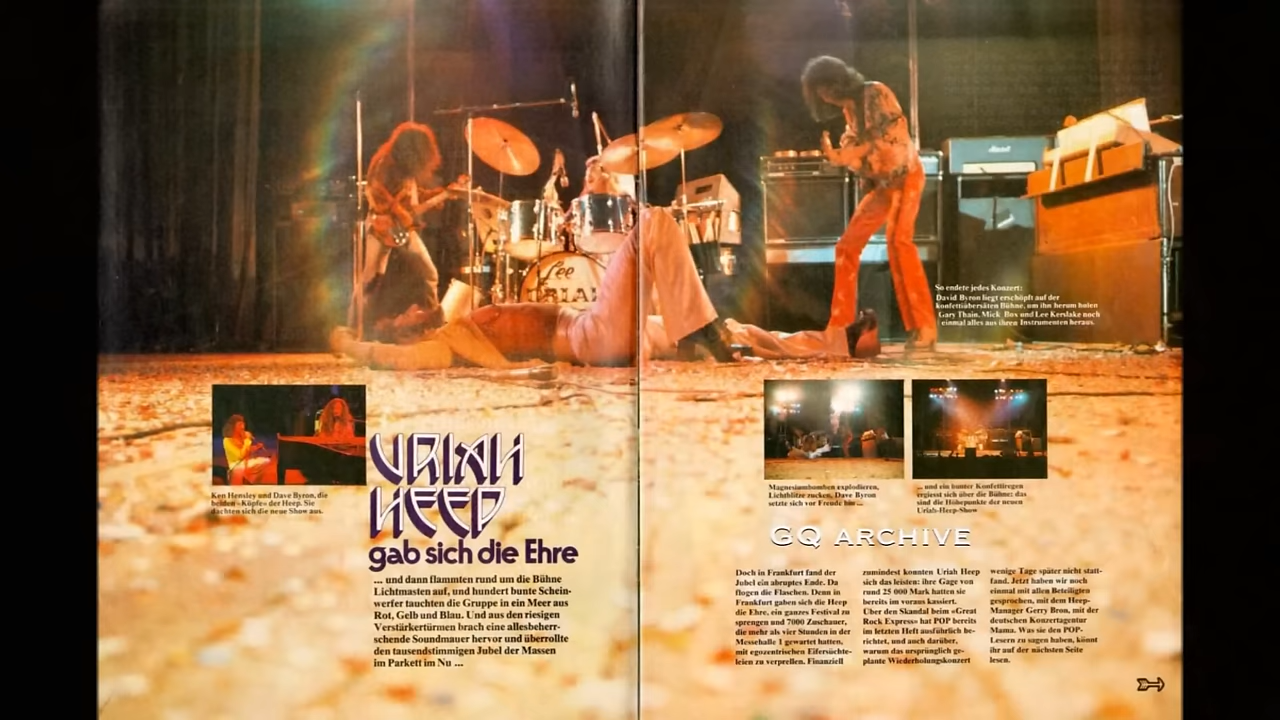 Marshall
Lee
URIAH
So endete jedes Konzert:
David Byron liegt erschöpft auf der
konfettiübersäten Bühne, um ihn herum holen
Gary Thain, Mick Box und Lee Kerslake noch
einmal alles aus ihren Instrumenten heraus.
Ken Hensley und Dave Byron, die
beiden »Köpfe« der Heep. Sie
dachten sich die neue Show aus.
URIAH
HEEP
gab sich die Ehre
... und dann flammten rund um die Bühne
Lichtmasten auf, und hundert bunte Schein-
werfer tauchten die Gruppe in ein Meer aus
Rot, Gelb und Blau. Und aus den riesigen
Verstärkertürmen brach eine allesbeherr-
schende Soundmauer hervor und überrollte
den tausendstimmigen Jubel der Massen
im Parkett im Nu ...
Magnesiumbomben explodieren,
Lichtblitze zucken, Dave Byron
setzte sich vor Freude hin ...
... und ein bunter Konfettiregen
ergiesst sich über die Bühne: das
sind die Höhepunkte der neuen
Uriah-Heep-Show
GQ ARCHIVE
Doch in Frankfurt fand der
Jubel ein abruptes Ende. Da
flogen die Flaschen. Denn in
Frankfurt gaben sich die Heep
die Ehre, ein ganzes Festival zu
sprengen und 7000 Zuschauer,
die mehr als vier Stunden in der
Messehalle 1 gewartet hatten,
mit egozentrischen Eifersüchte-
leien zu verprellen. Finanziell
zumindest konnten Uriah Heep
sich das leisten: ihre Gage von
rund 25 000 Mark hatten sie
bereits im voraus kassiert.
Über den Skandal beim »Great
Rock Express« hat POP bereits
im letzten Heft ausführlich be-
richtet, und auch darüber,
warum das ursprünglich ge-
plante Wiederholungskonzert
wenige Tage später nicht statt-
fand. Jetzt haben wir noch
einmal mit allen Beteiligten
gesprochen, mit dem Heep-
Manager Gerry Bron, mit der
deutschen Konzertagentur
Mama. Was sie den POP-
Lesern zu sagen haben, könnt
ihr auf der nächsten Seite
lesen.